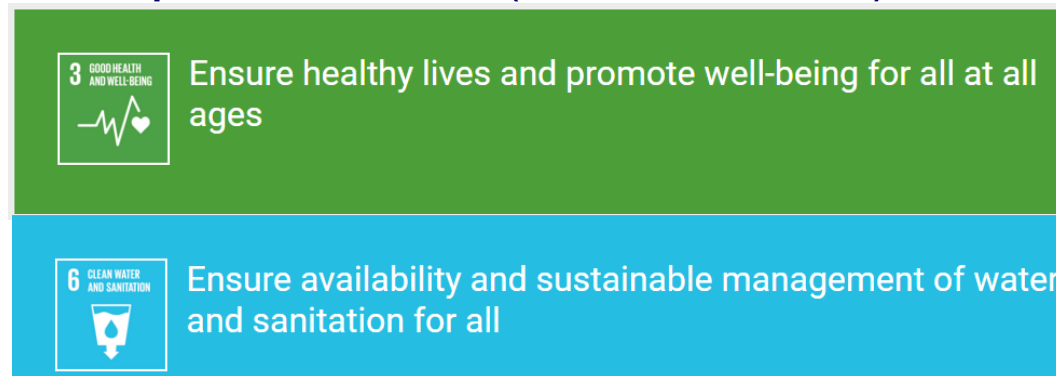 3 GOOD HEALTH
AND WELL-BEING
Ensure healthy lives and promote well-being for all at all
ages
6 CLEAN WATER
AND SANITATION
Ensure availability and sustainable management of water
and sanitation for all